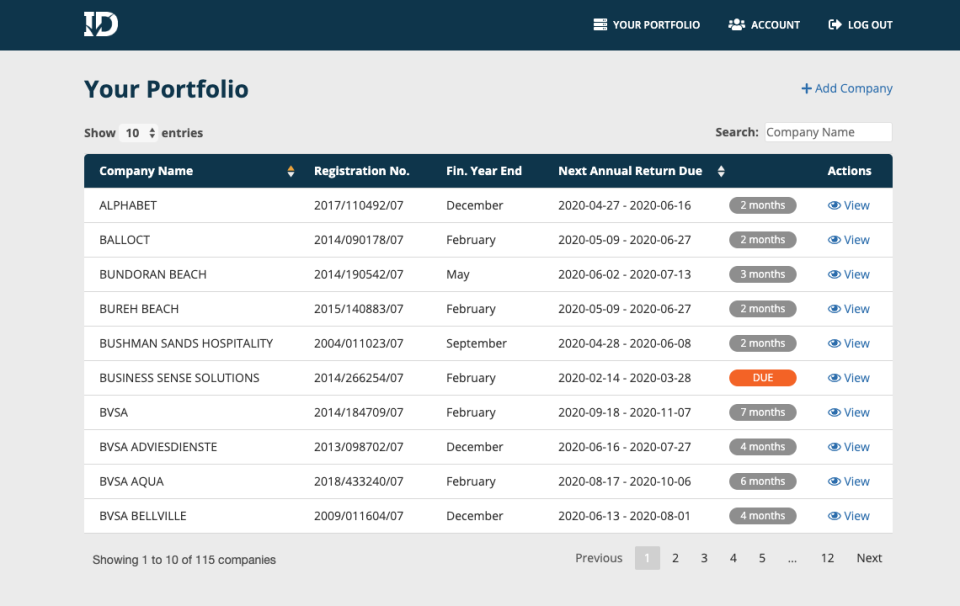 ID
YOUR PORTFOLIO ACCOUNT LOG OUT
Your Portfolio
+ Add Company
Show 10 entries
Search: Company Name
Company Name Registration No. Fin. Year End Next Annual Return Due Actions
ALPHABET 2017/110492/07 December 2020-04-27 - 2020-06-16 2 months View
BALLOCT 2014/090178/07 February 2020-05-09 - 2020-06-27 2 months View
BUNDORAN BEACH 2014/190542/07 May 2020-06-02 - 2020-07-13 3 months View
BUREH BEACH 2015/140883/07 February 2020-05-09 - 2020-06-27 2 months View
BUSHMAN SANDS HOSPITALITY 2004/011023/07 September 2020-04-28 - 2020-06-08 2 months View
BUSINESS SENSE SOLUTIONS 2014/266254/07 February 2020-02-14 - 2020-03-28 DUE View
BVSA 2014/184709/07 February 2020-09-18 - 2020-11-07 7 months View
BVSA ADVIESDIENSTE 2013/098702/07 December 2020-06-16 - 2020-07-27 4 months View
BVSA AQUA 2018/433240/07 February 2020-08-17 - 2020-10-06 6 months View
BVSA BELLVILLE 2009/011604/07 December 2020-06-13 - 2020-08-01 4 months View
Showing 1 to 10 of 115 companies
Previous 1 2 3 4 5 ... 12 Next